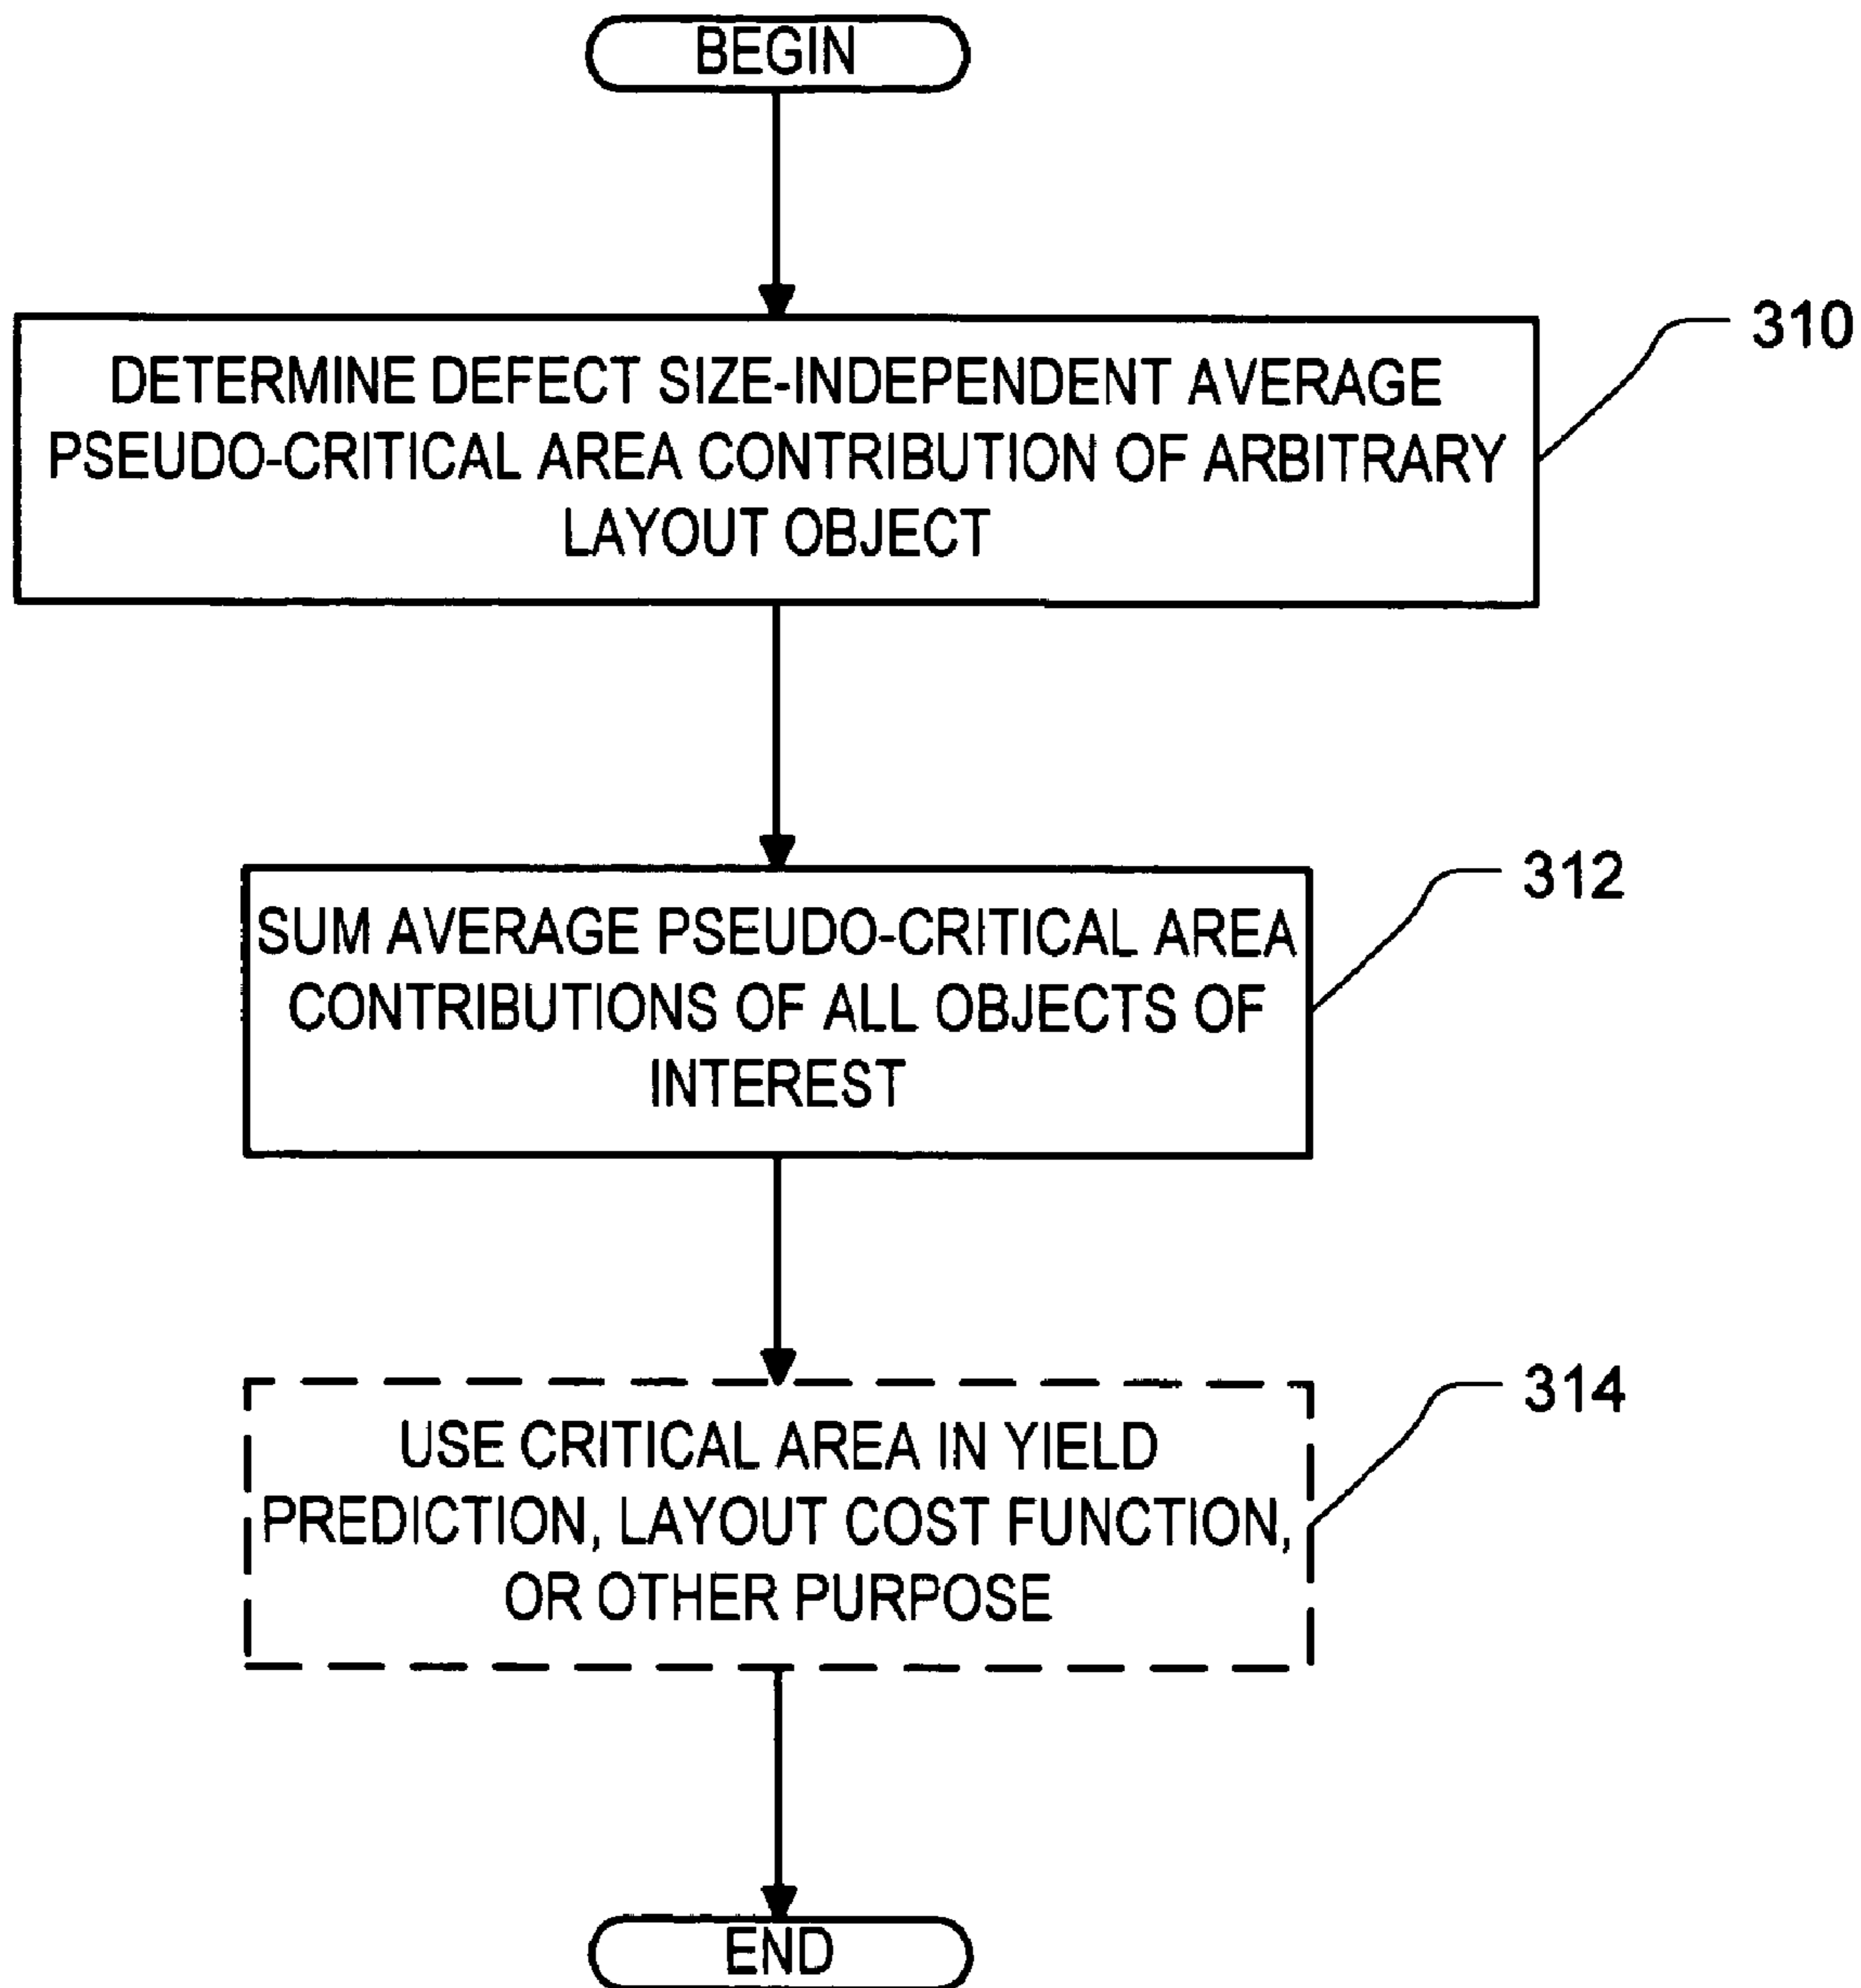 BEGIN
DETERMINE DEFECT SIZE-INDEPENDENT AVERAGE
PSEUDO-CRITICAL AREA CONTRIBUTION OF ARBITRARY
LAYOUT OBJECT
310
SUM AVERAGE PSEUDO-CRITICAL AREA
CONTRIBUTIONS OF ALL OBJECTS OF
INTEREST
312
USE CRITICAL AREA IN YIELD
PREDICTION, LAYOUT COST FUNCTION,
OR OTHER PURPOSE
314
END